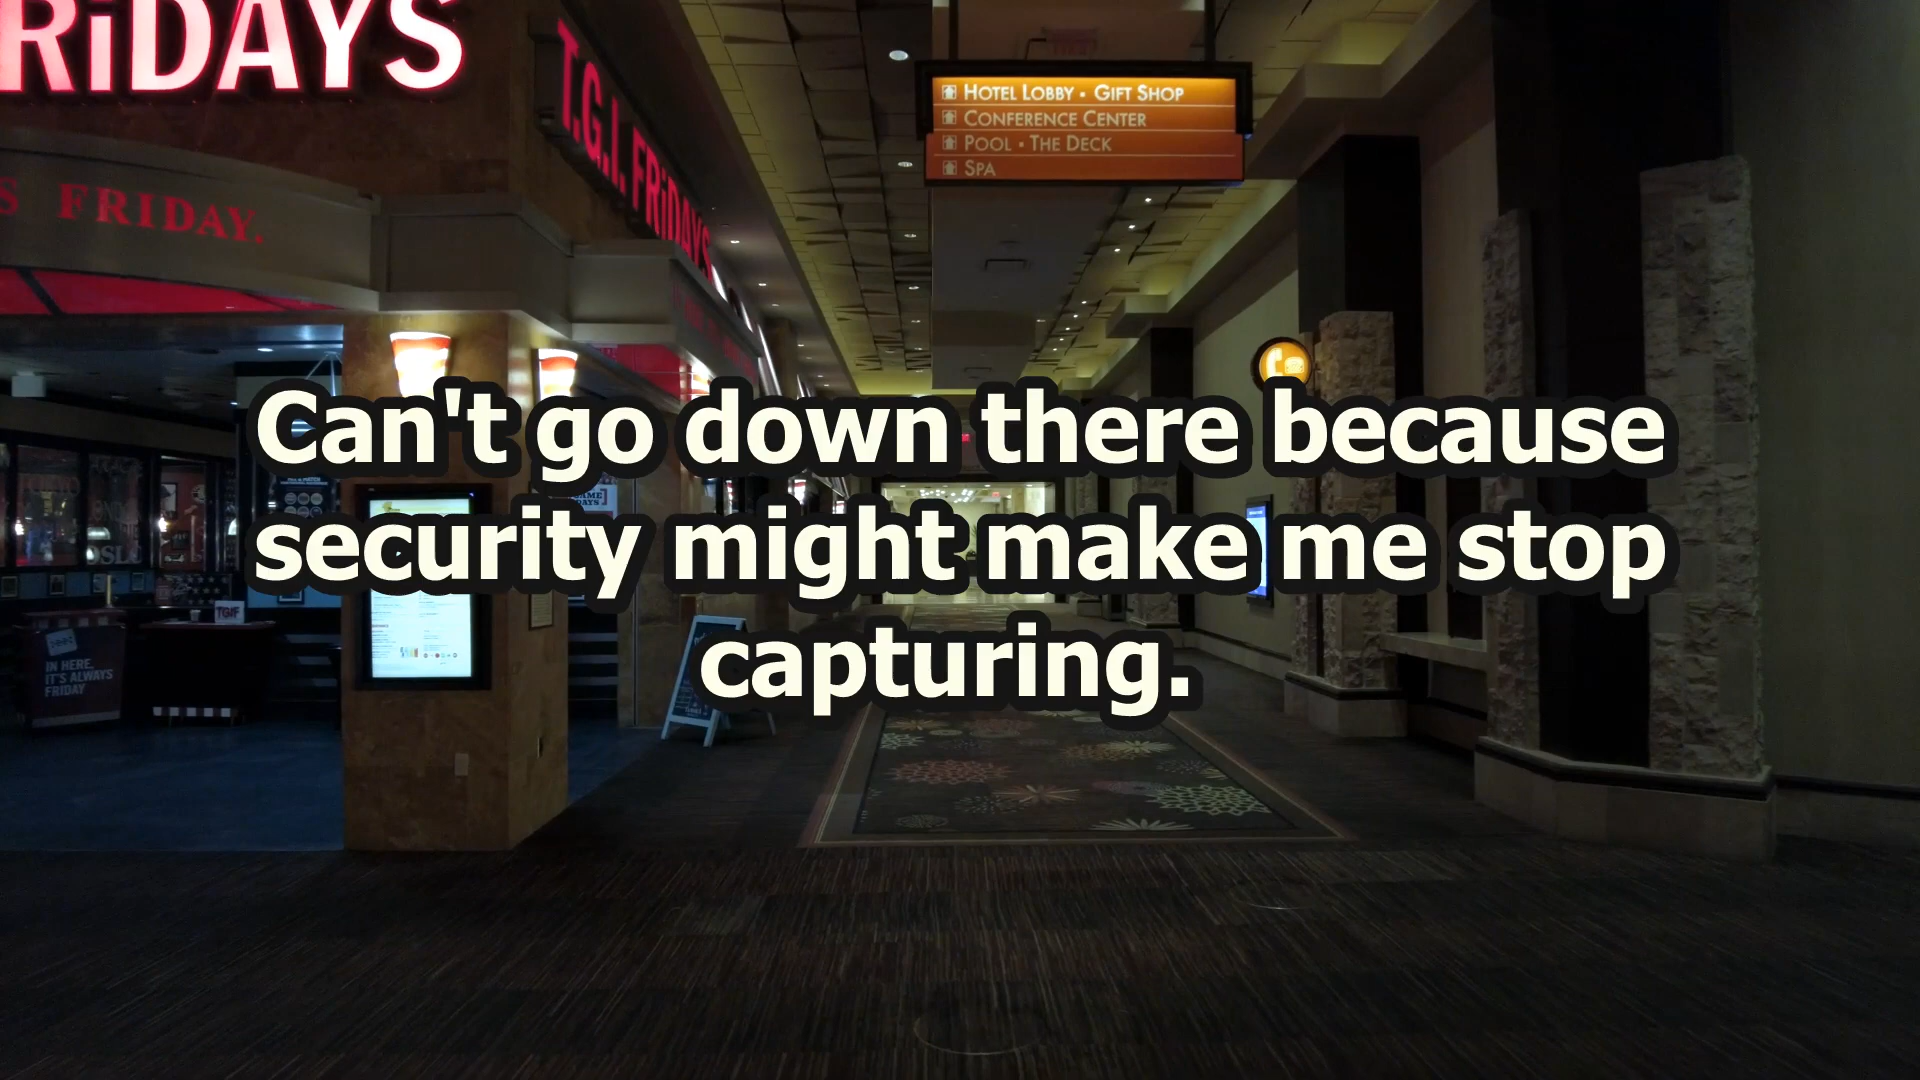 RiDAYS
T.G.I. FRiDAYS
S FRIDAY.
HOTEL LOBBY • GIFT SHOP
CONFERENCE CENTER
POOL • THE DECK
SPA
Can't go down there because
security might make me stop
capturing.
TGIF
IN HERE,
IT'S ALWAYS
FRIDAY